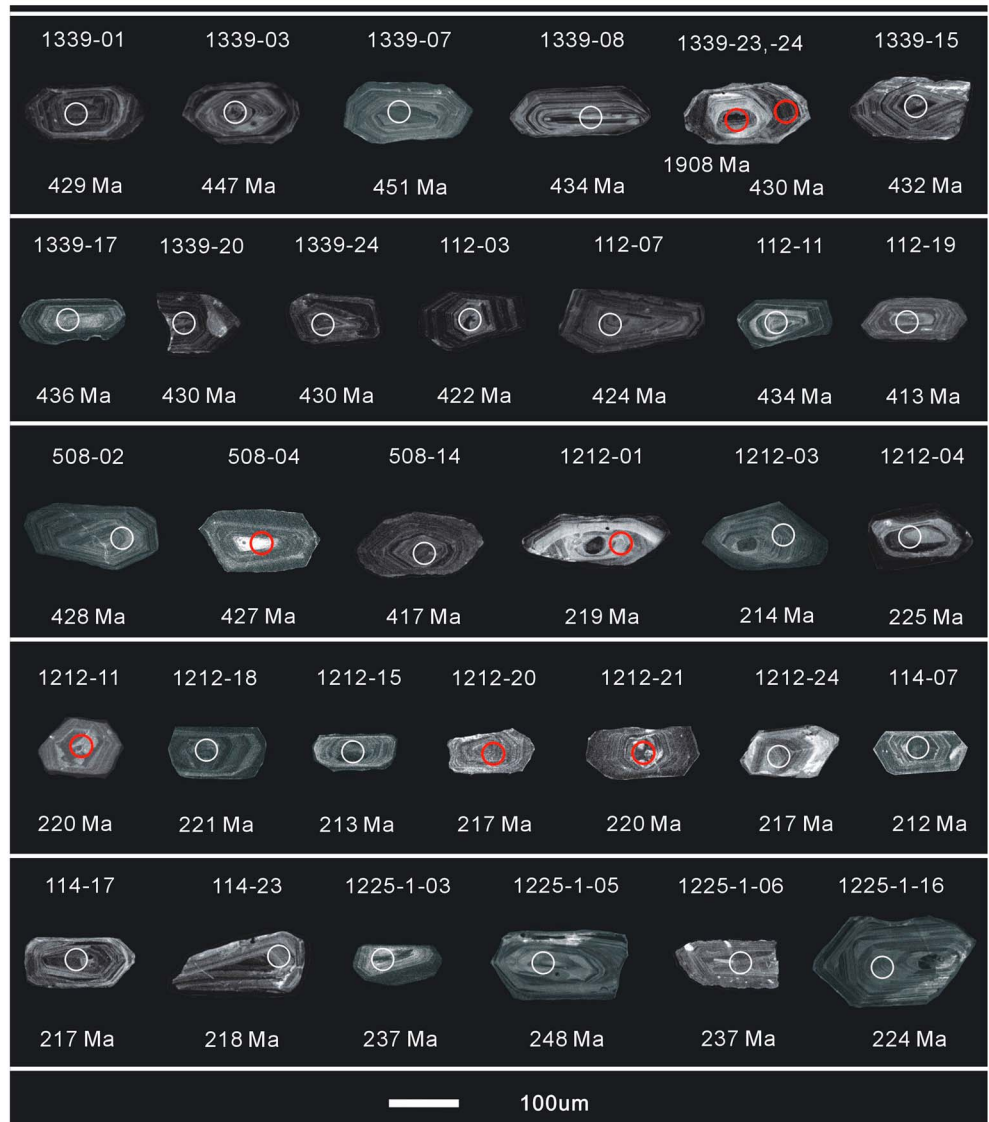 1339-01 1339-03 1339-07 1339-08 1339-23,-24 1339-15
1908 Ma
429 Ma 447 Ma 451 Ma 434 Ma 430 Ma 432 Ma
1339-17 1339-20 1339-24 112-03 112-07 112-11 112-19
436 Ma 430 Ma 430 Ma 422 Ma 424 Ma 434 Ma 413 Ma
508-02 508-04 508-14 1212-01 1212-03 1212-04
428 Ma 427 Ma 417 Ma 219 Ma 214 Ma 225 Ma
1212-11 1212-18 1212-15 1212-20 1212-21 1212-24 114-07
220 Ma 221 Ma 213 Ma 217 Ma 220 Ma 217 Ma 212 Ma
114-17 114-23 1225-1-03 1225-1-05 1225-1-06 1225-1-16
217 Ma 218 Ma 237 Ma 248 Ma 237 Ma 224 Ma
100um